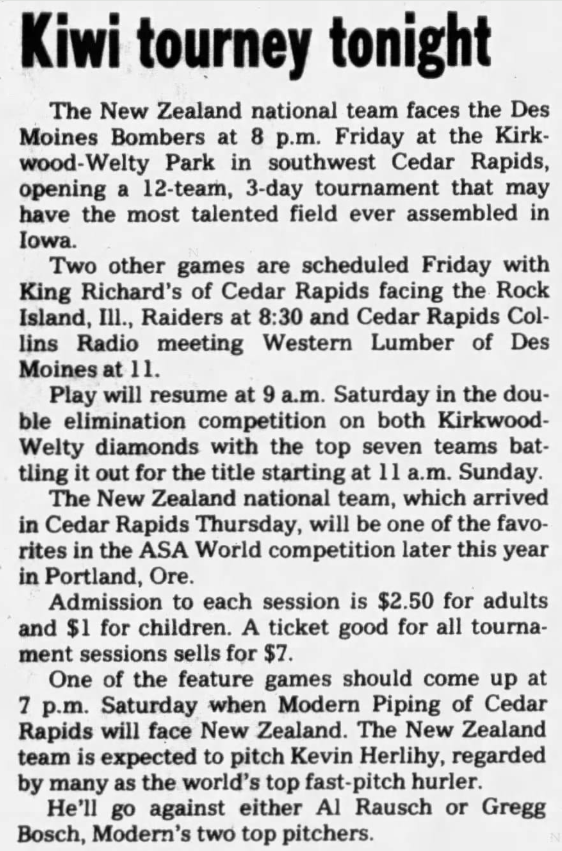 Kiwi tourney tonight
The New Zealand national team faces the Des
Moines Bombers at 8 p.m. Friday at the Kirk-
wood-Welty Park in southwest Cedar Rapids,
opening a 12-team, 3-day tournament that may
have the most talented field ever assembled in
Iowa.
Two other games are scheduled Friday with
King Richard's of Cedar Rapids facing the Rock
Island, Ill., Raiders at 8:30 and Cedar Rapids Col-
lins Radio meeting Western Lumber of Des
Moines at 11.
Play will resume at 9 a.m. Saturday in the dou-
ble elimination competition on both Kirkwood-
Welty diamonds with the top seven teams bat-
tling it out for the title starting at 11 a.m. Sunday.
The New Zealand national team, which arrived
in Cedar Rapids Thursday, will be one of the favo-
rites in the ASA World competition later this year
in Portland, Ore.
Admission to each session is $2.50 for adults
and $1 for children. A ticket good for all tourna-
ment sessions sells for $7.
One of the feature games should come up at
7 p.m. Saturday when Modern Piping of Cedar
Rapids will face New Zealand. The New Zealand
team is expected to pitch Kevin Herlihy, regarded
by many as the world's top fast-pitch hurler.
He'll go against either Al Rausch or Gregg
Bosch, Modern's two top pitchers.